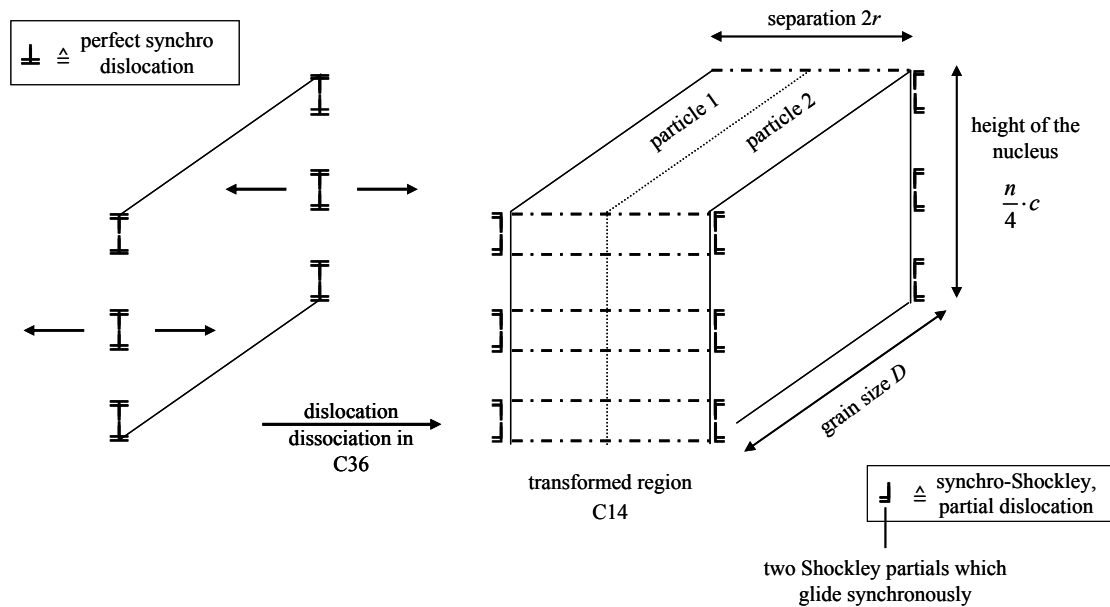 ≙ perfect synchro
dislocation
separation 2r
particle 1
particle 2
height of the
nucleus
n/4 · c
grain size D
dislocation
dissociation in
C36
transformed region
C14
≙ synchro-Shockley,
partial dislocation
two Shockley partials which
glide synchronously